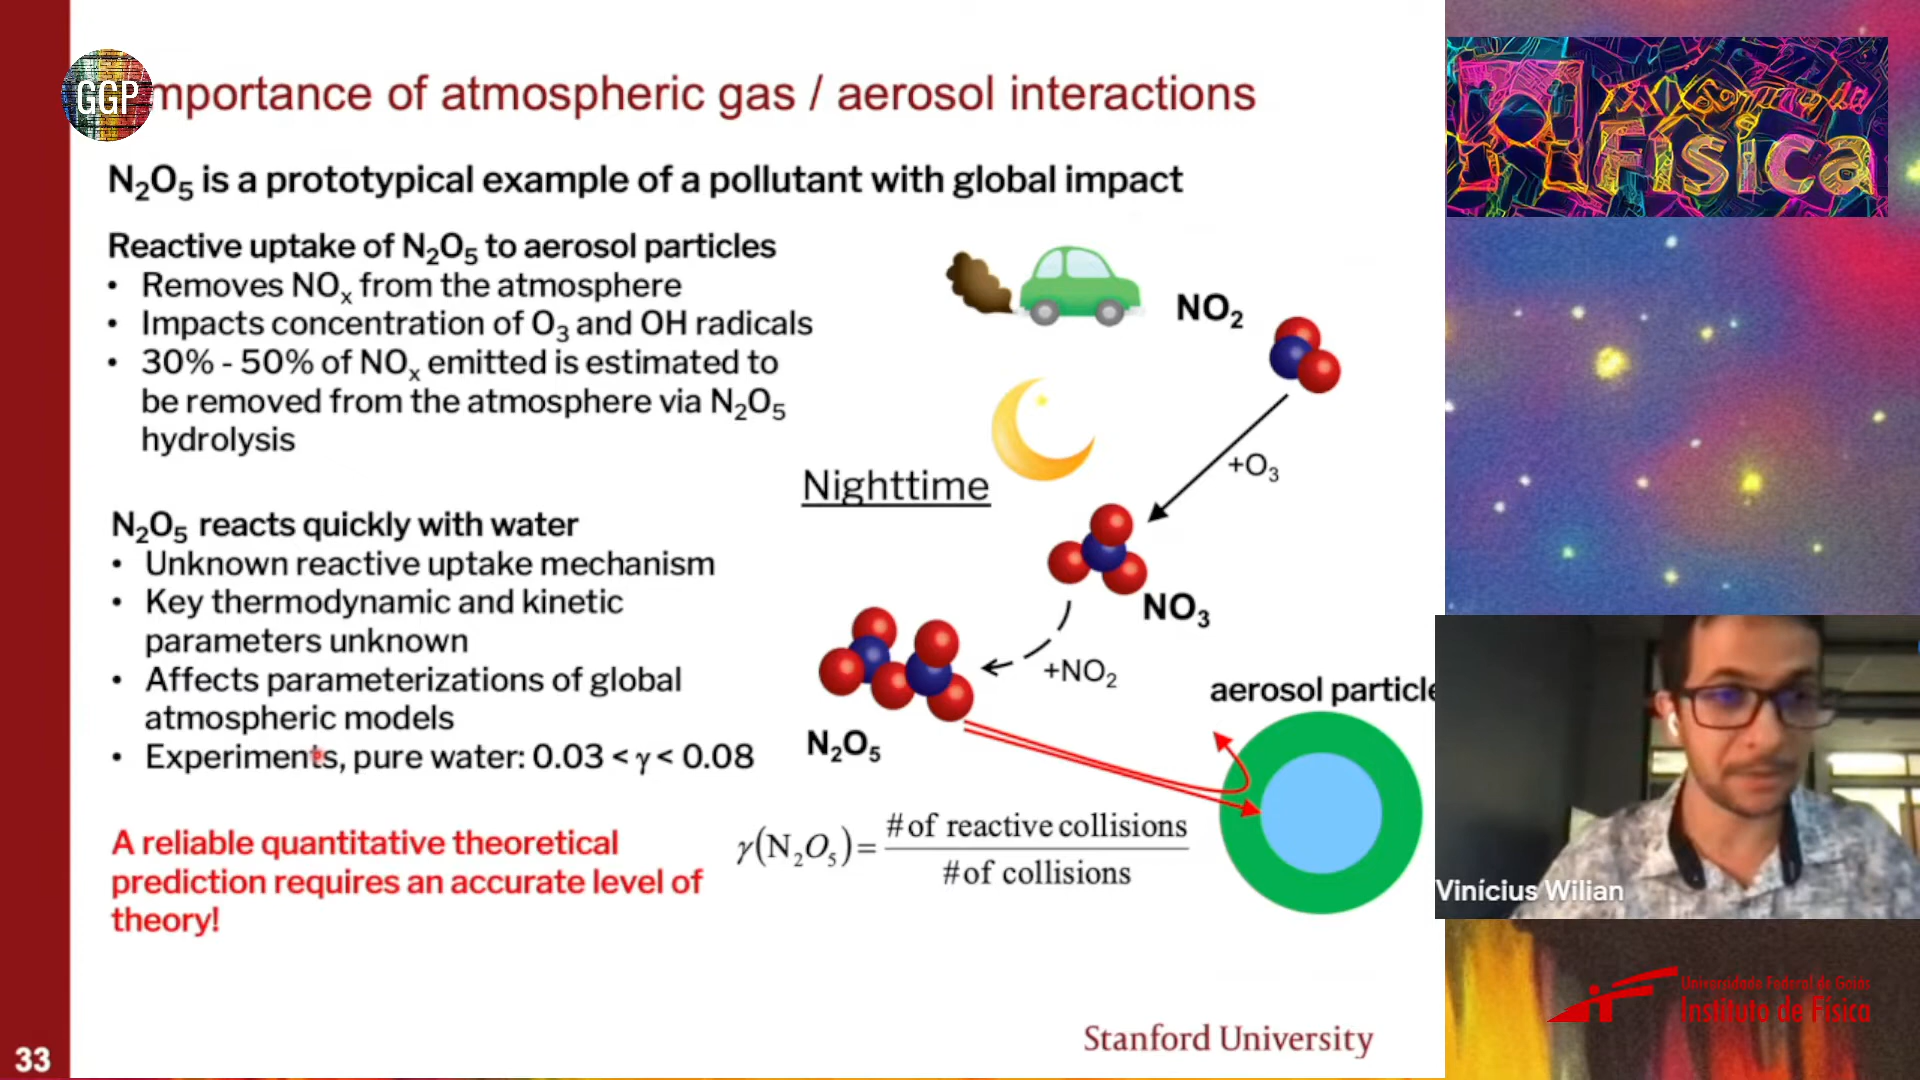 GGP
mportance of atmospheric gas / aerosol interactions
N₂O₅ is a prototypical example of a pollutant with global impact
Reactive uptake of N₂O₅ to aerosol particles
• Removes NOₓ from the atmosphere
• Impacts concentration of O₃ and OH radicals
• 30% - 50% of NOₓ emitted is estimated to
be removed from the atmosphere via N₂O₅
hydrolysis
N₂O₅ reacts quickly with water
• Unknown reactive uptake mechanism
• Key thermodynamic and kinetic
parameters unknown
• Affects parameterizations of global
atmospheric models
• Experiments, pure water: 0.03 < γ < 0.08
A reliable quantitative theoretical
prediction requires an accurate level of
theory!
NO₂
+O₃
Nighttime
NO₃
+NO₂
N₂O₅
aerosol particle
γ(N₂O₅)=
# of reactive collisions
# of collisions
Stanford University
33
Física
Vinícius Wilian
Universidade Federal de Goiás
Instituto de Física